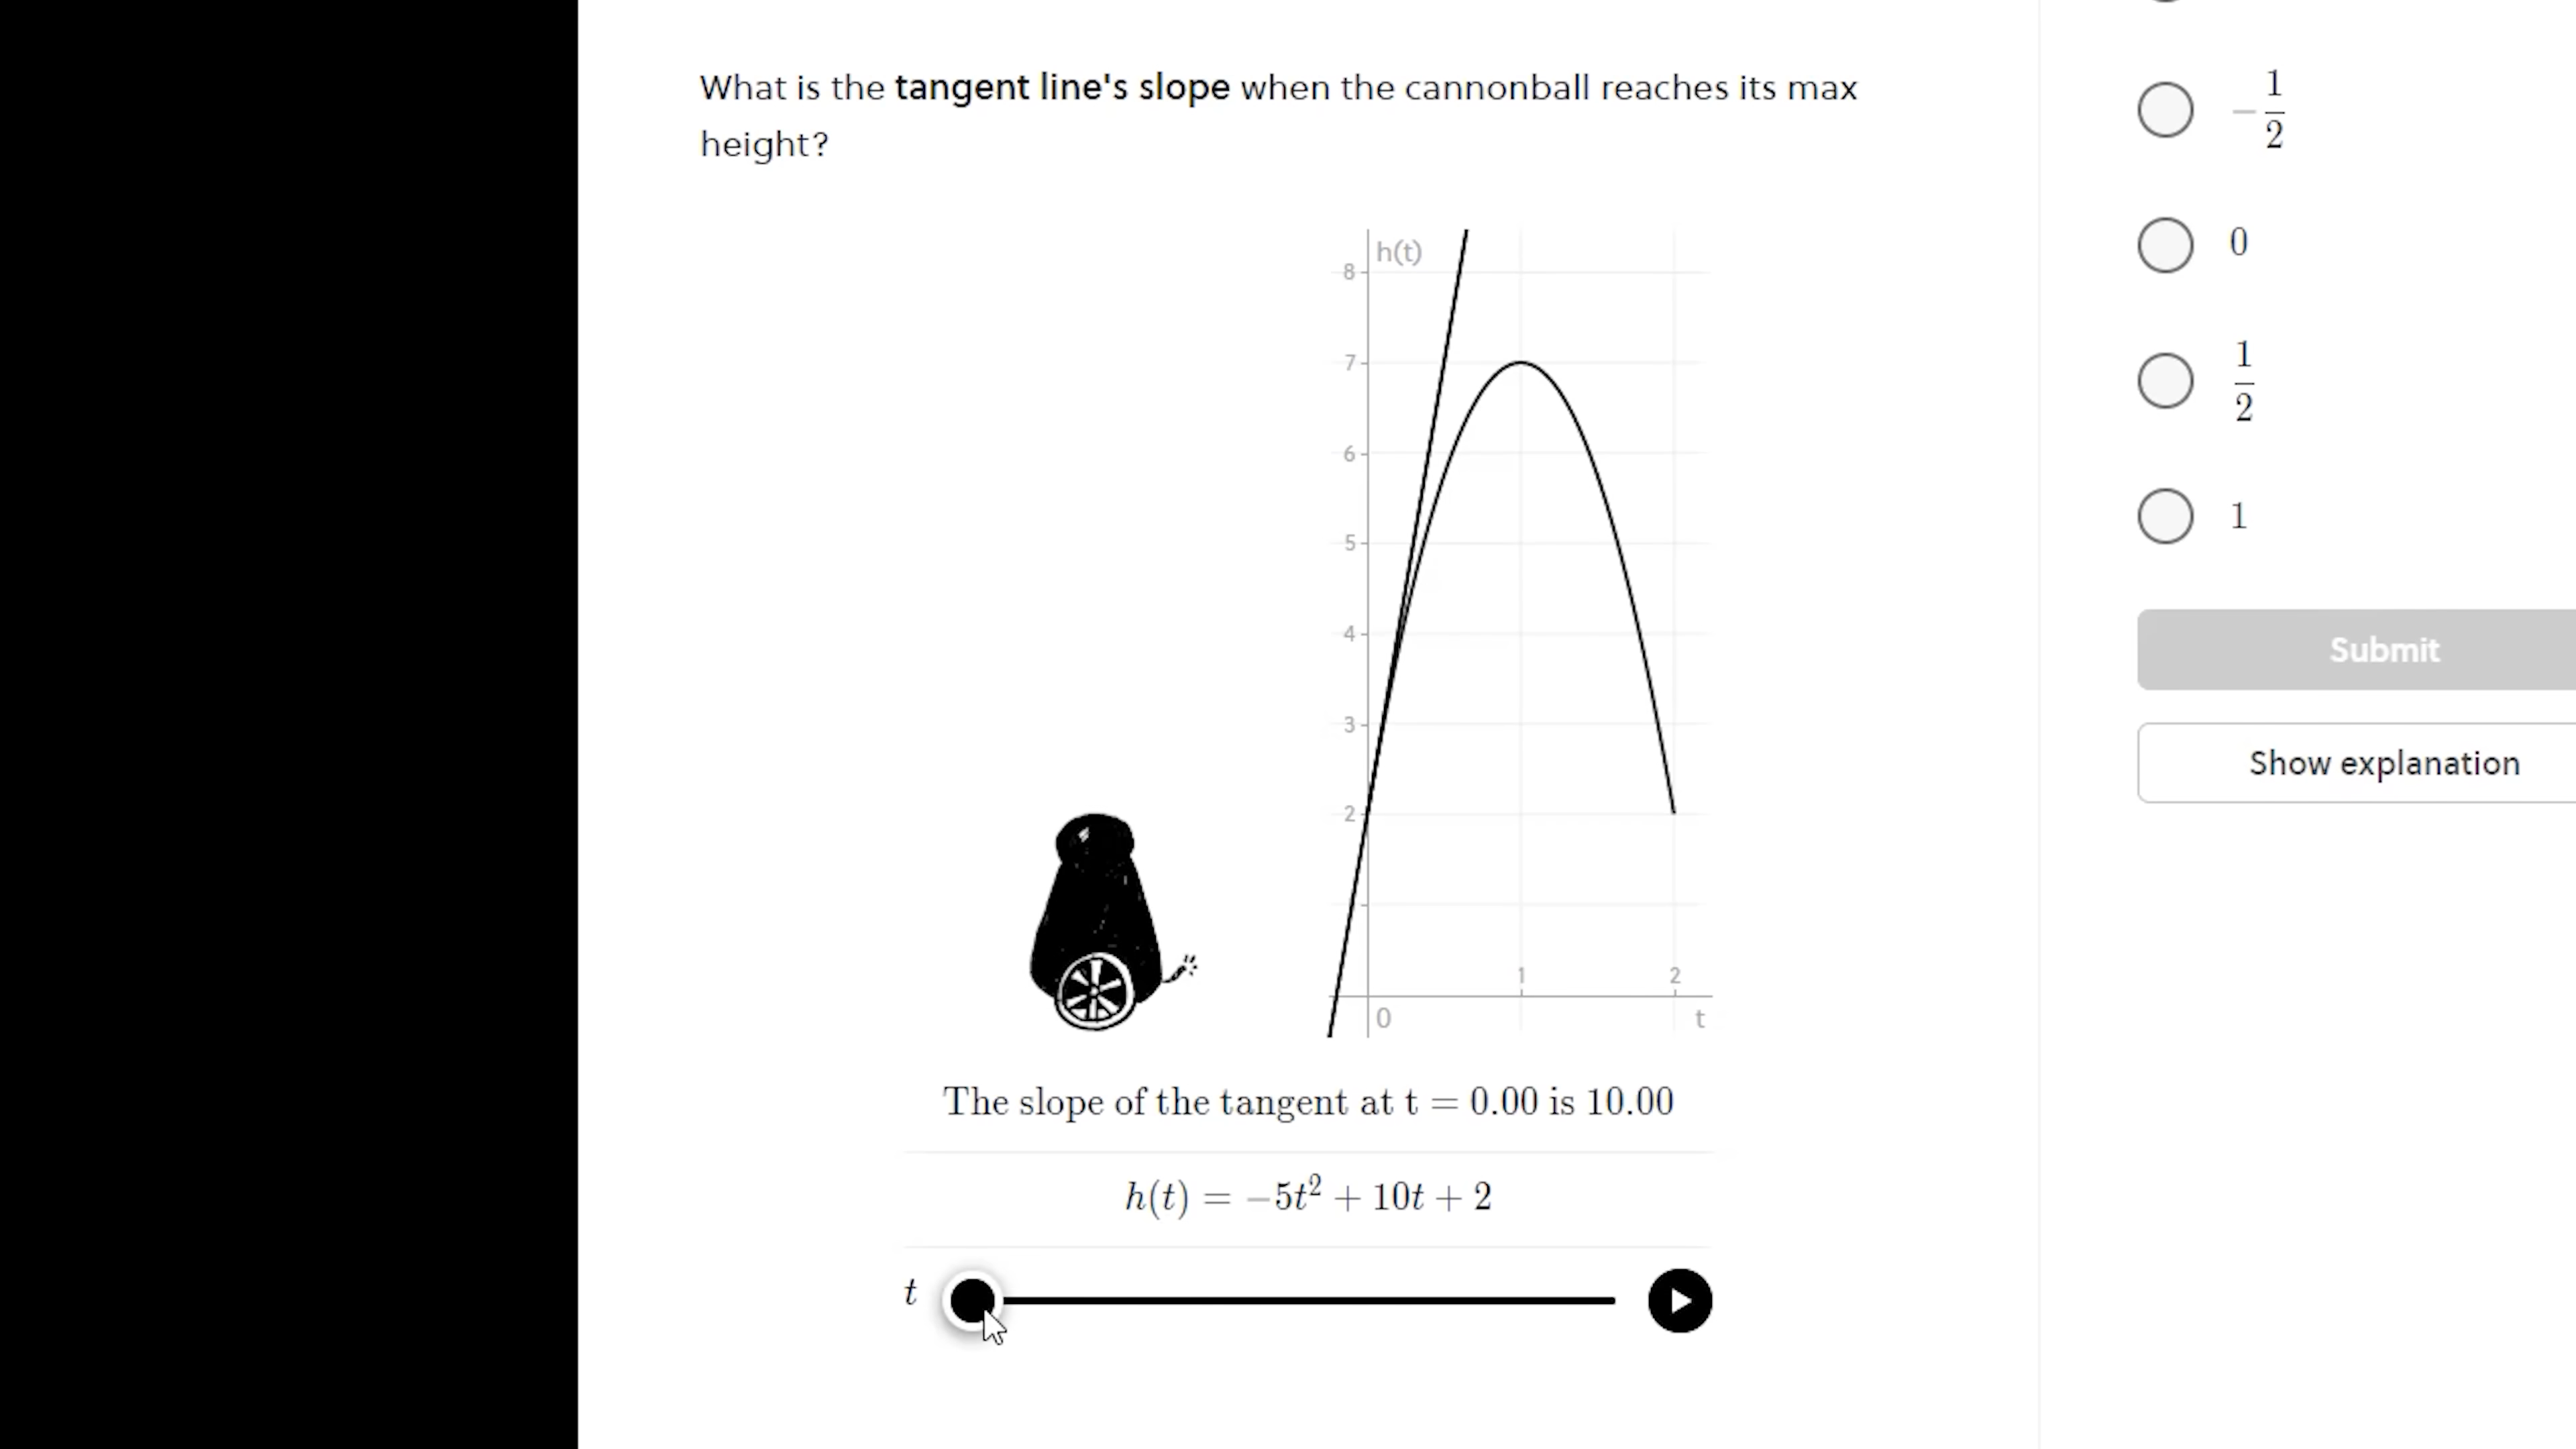 What is the tangent line's slope when the cannonball reaches its max
height?
h(t)
8
7
6
5
4
3
2
1
2
0
t
The slope of the tangent at t = 0.00 is 10.00
h(t) = −5t² + 10t + 2
t
−1/2
0
1/2
1
Submit
Show explanation